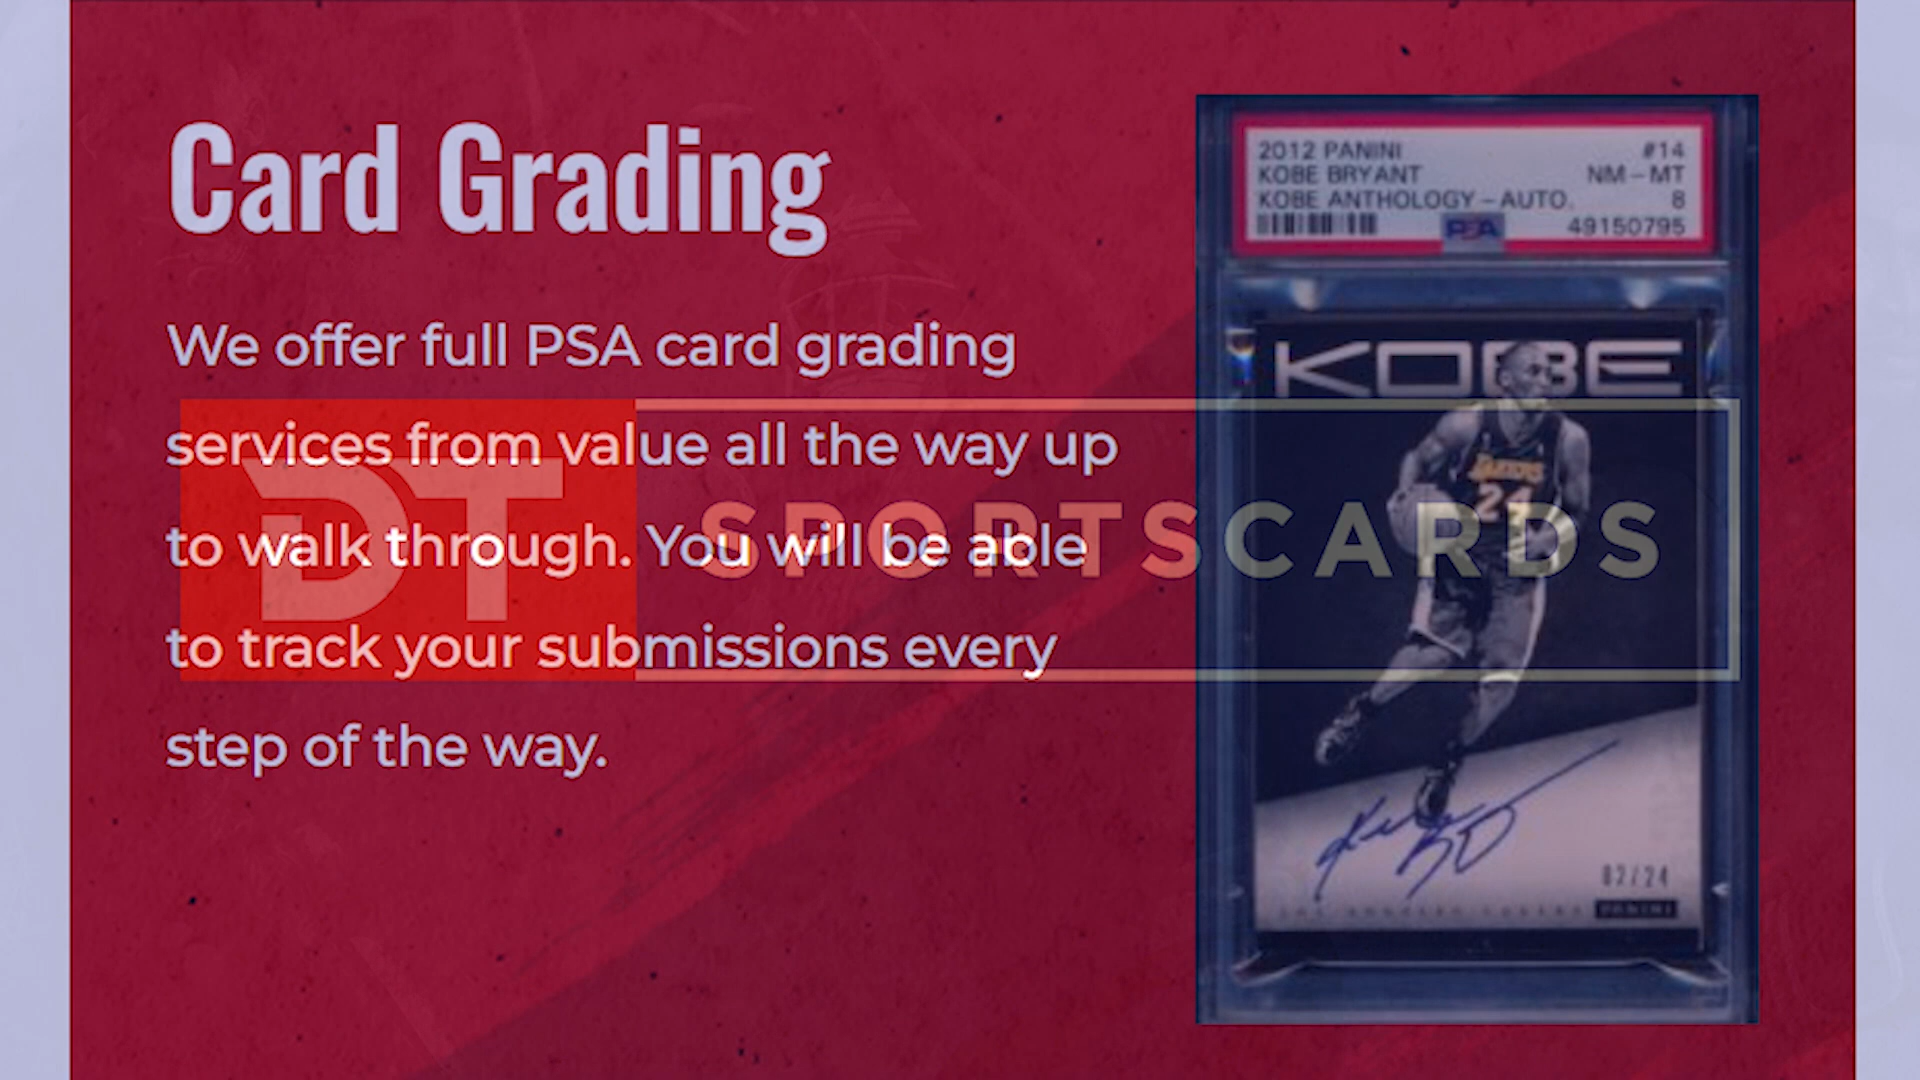 Card Grading
We offer full PSA card grading
services from value all the way up
to walk through. You will be able
to track your submissions every
step of the way.
DT SPORTSCARDS
2012 PANINI #14
KOBE BRYANT NM-MT
KOBE ANTHOLOGY-AUTO. 8
PSA 49150795
KOBE
LAKERS
24
02/24
PANINI